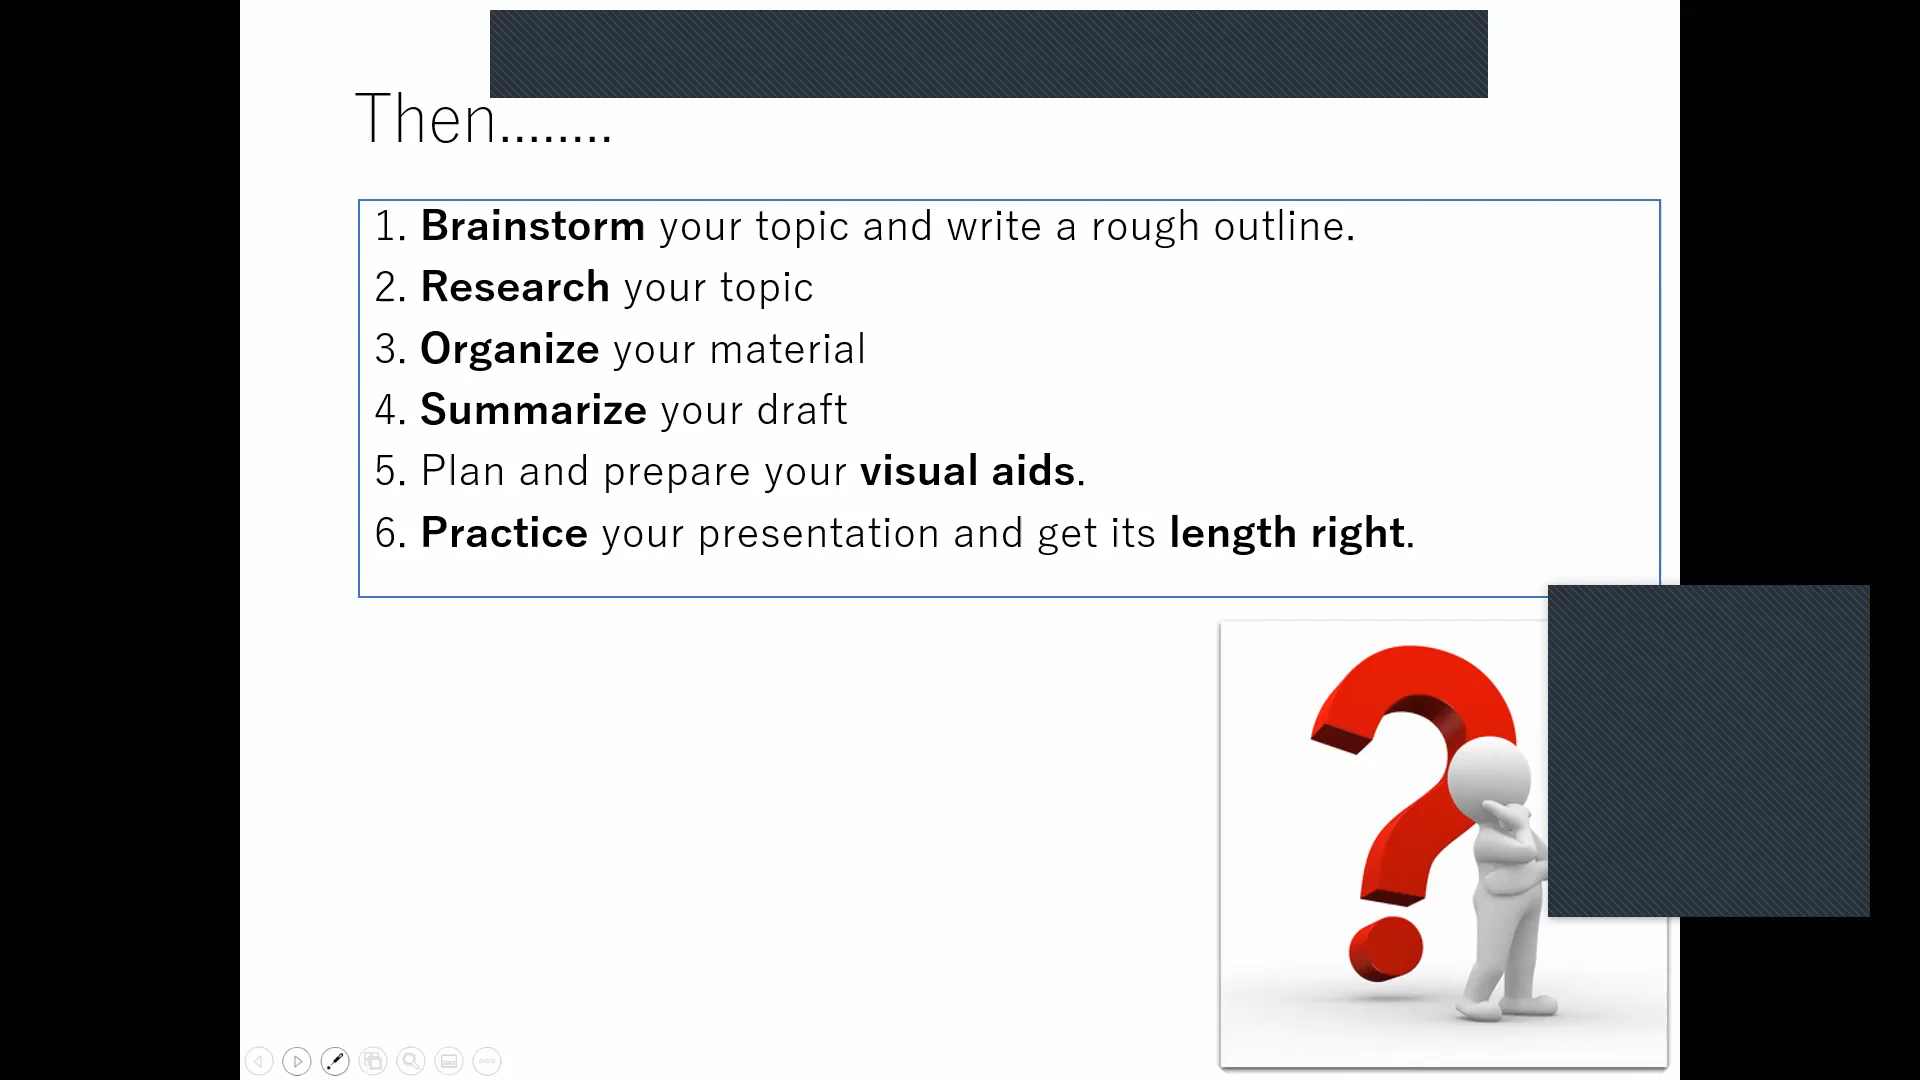 Then........
1. Brainstorm your topic and write a rough outline.
2. Research your topic
3. Organize your material
4. Summarize your draft
5. Plan and prepare your visual aids.
6. Practice your presentation and get its length right.